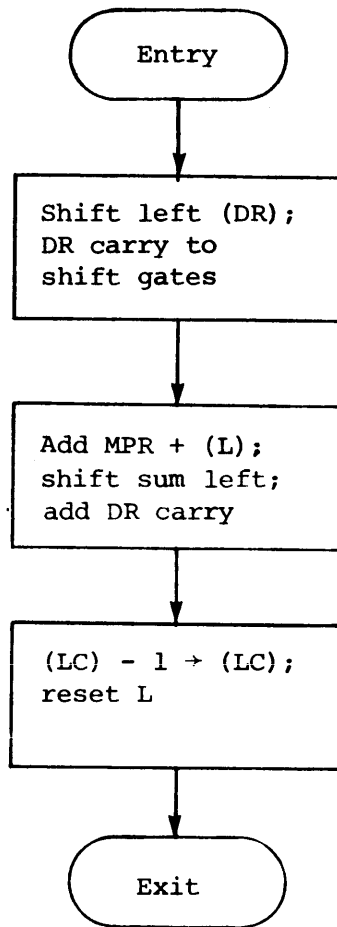 Entry
Shift left (DR);
DR carry to
shift gates
Add MPR + (L);
shift sum left;
add DR carry
(LC) - 1 → (LC);
reset L
Exit